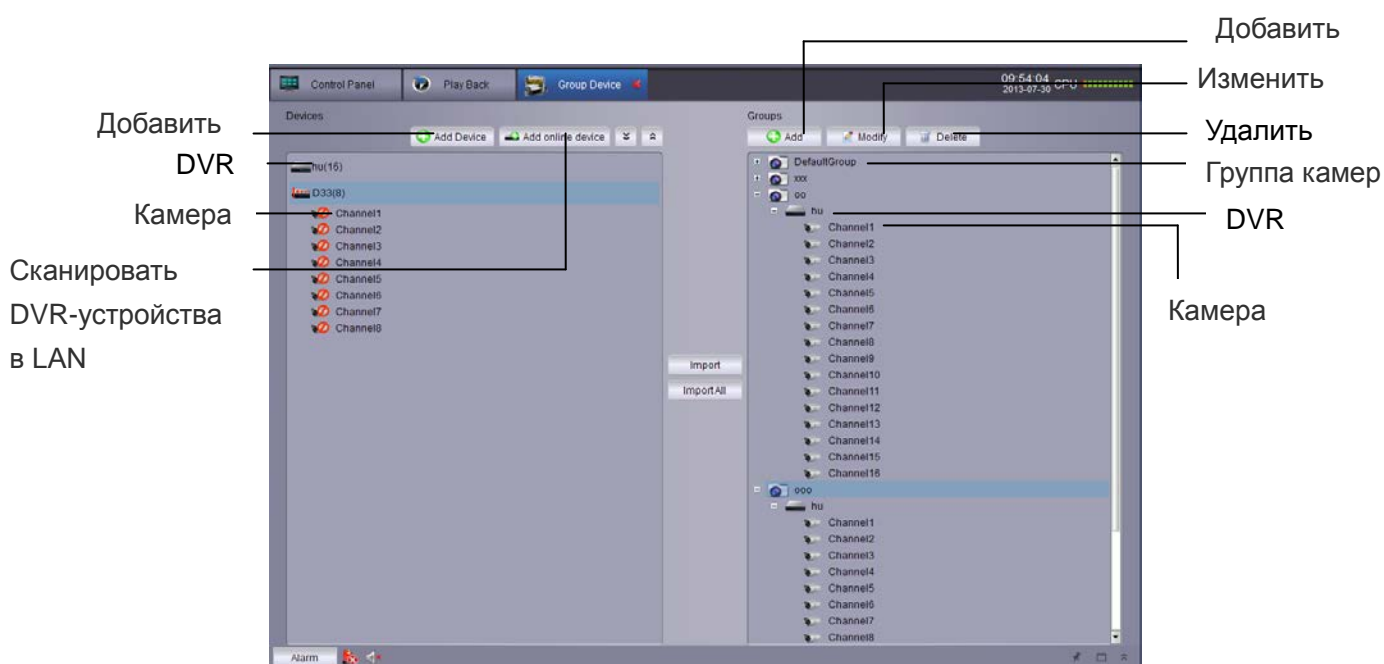 Добавить
Изменить
Удалить
Группа камер
DVR
Камера
Добавить
DVR
Камера
Сканировать
DVR-устройства
в LAN
Control Panel
Play Back
Group Device
09:54:04
2013-07-30
CPU
Devices
Add Device
Add online device
hu(16)
D33(8)
Channel1
Channel2
Channel3
Channel4
Channel5
Channel6
Channel7
Channel8
Import
Import All
Groups
Add
Modify
Delete
DefaultGroup
xxx
oo
hu
Channel1
Channel2
Channel3
Channel4
Channel5
Channel6
Channel7
Channel8
Channel9
Channel10
Channel11
Channel12
Channel13
Channel14
Channel15
Channel16
ooo
hu
Channel1
Channel2
Channel3
Channel4
Channel5
Channel6
Channel7
Channel8
Alarm